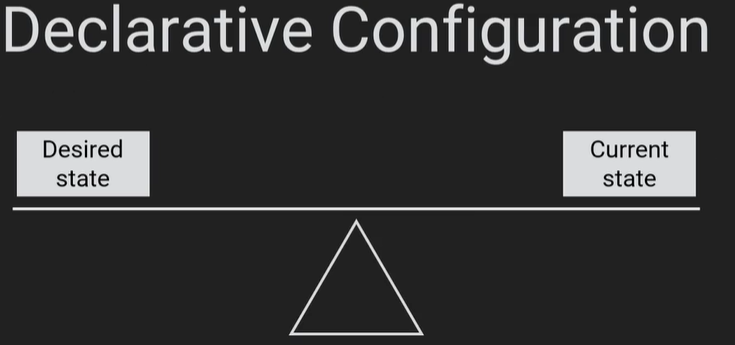 Declarative Configuration
Desired
state
Current
state